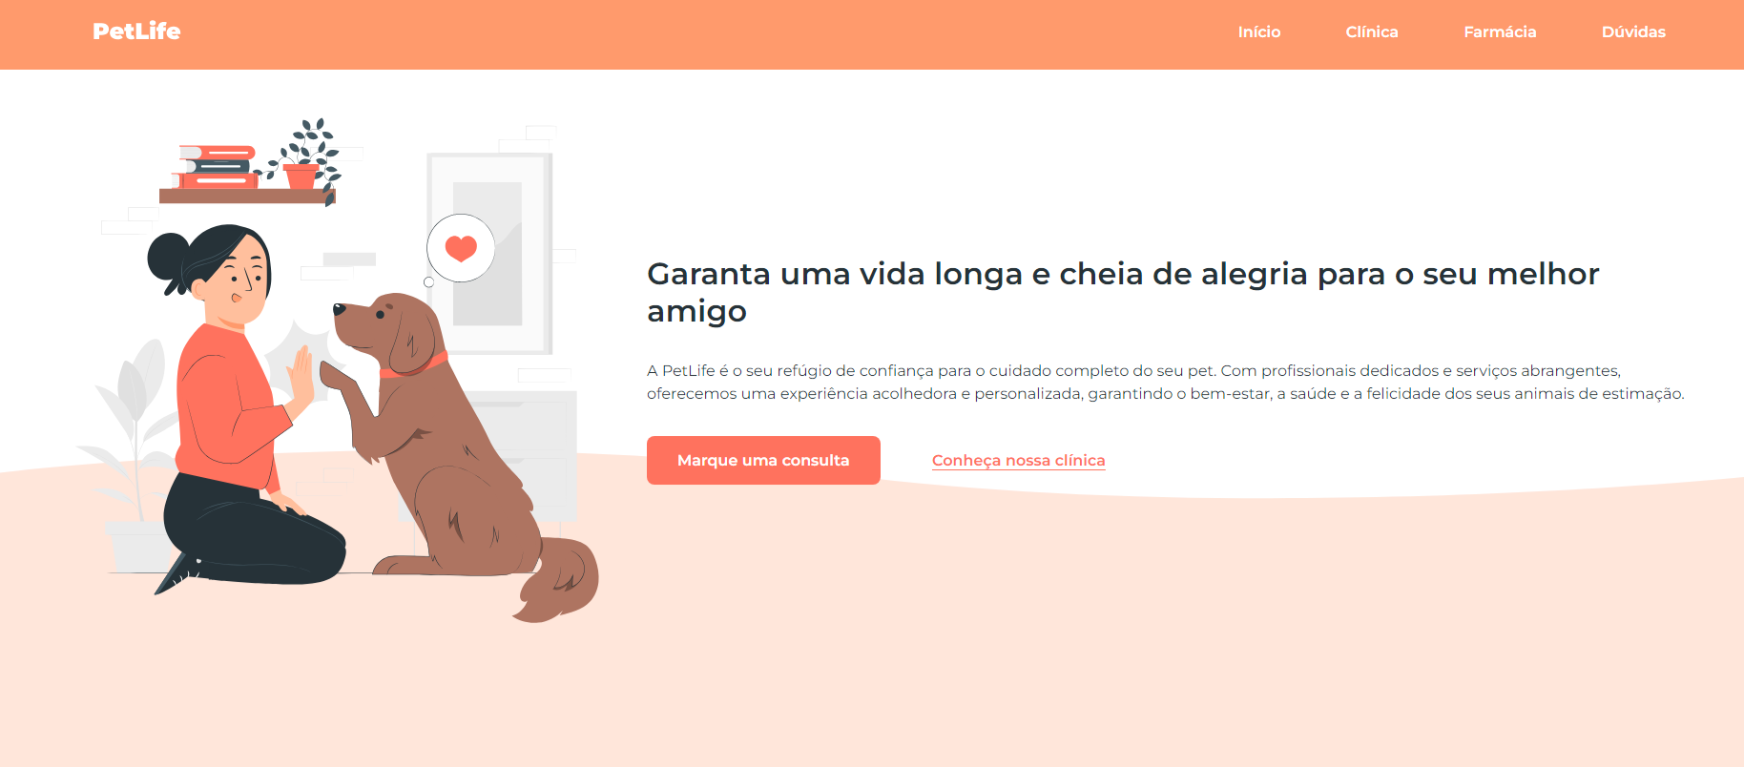 PetLife
Início
Clínica
Farmácia
Dúvidas
Garanta uma vida longa e cheia de alegria para o seu melhor
amigo
A PetLife é o seu refúgio de confiança para o cuidado completo do seu pet. Com profissionais dedicados e serviços abrangentes,
oferecemos uma experiência acolhedora e personalizada, garantindo o bem-estar, a saúde e a felicidade dos seus animais de estimação.
Marque uma consulta
Conheça nossa clínica